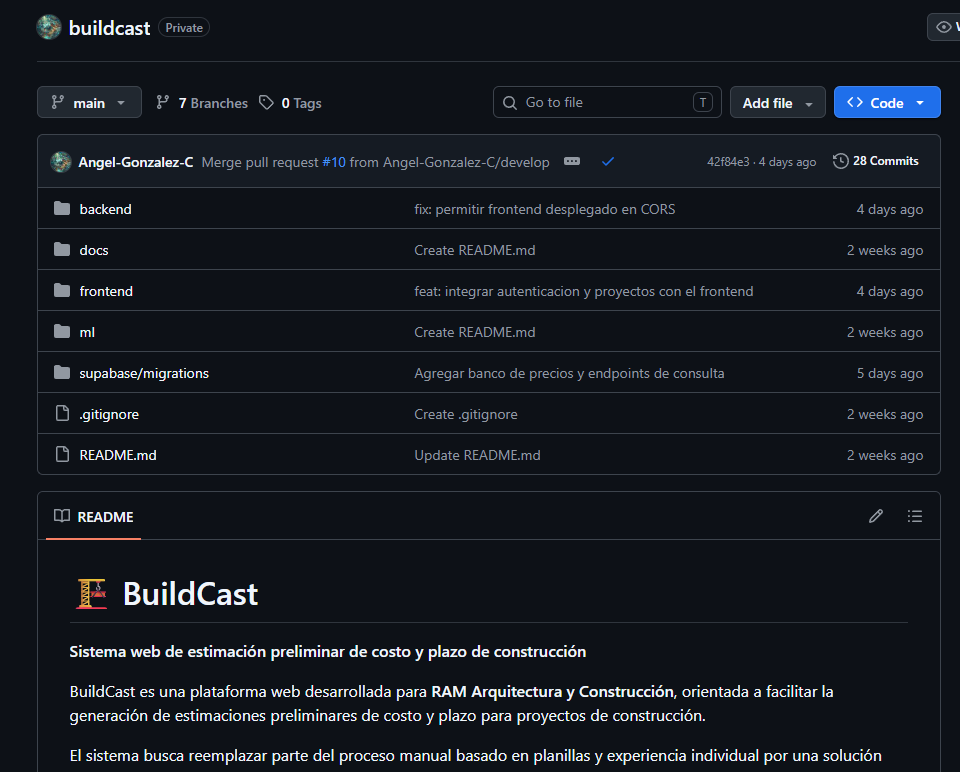 buildcast Private
main 7 Branches 0 Tags Go to file T Add file Code
Angel-Gonzalez-C Merge pull request #10 from Angel-Gonzalez-C/develop 42f84e3 · 4 days ago 28 Commits
backend fix: permitir frontend desplegado en CORS 4 days ago
docs Create README.md 2 weeks ago
frontend feat: integrar autenticacion y proyectos con el frontend 4 days ago
ml Create README.md 2 weeks ago
supabase/migrations Agregar banco de precios y endpoints de consulta 5 days ago
.gitignore Create .gitignore 2 weeks ago
README.md Update README.md 2 weeks ago
README
BuildCast
Sistema web de estimación preliminar de costo y plazo de construcción
BuildCast es una plataforma web desarrollada para RAM Arquitectura y Construcción, orientada a facilitar la
generación de estimaciones preliminares de costo y plazo para proyectos de construcción.
El sistema busca reemplazar parte del proceso manual basado en planillas y experiencia individual por una solución